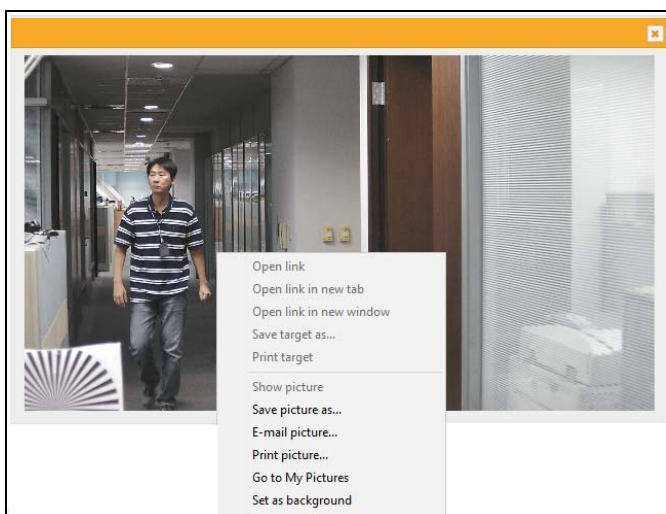 Open link
Open link in new tab
Open link in new window
Save target as...
Print target
Show picture
Save picture as...
E-mail picture...
Print picture...
Go to My Pictures
Set as background